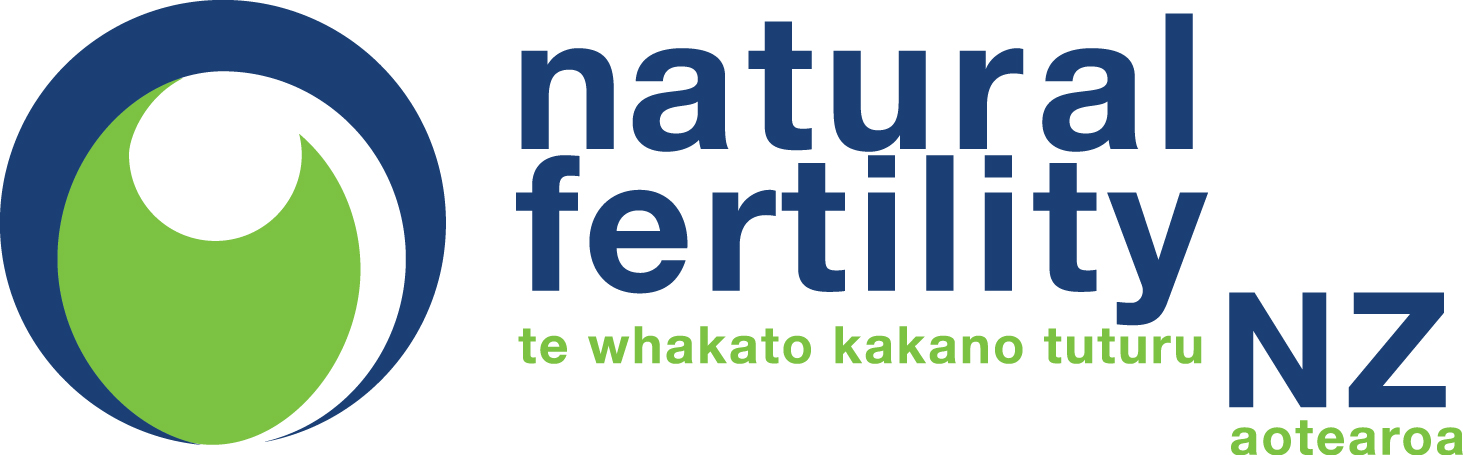 natural
fertility
te whakato kakano tuturu
NZ
aotearoa